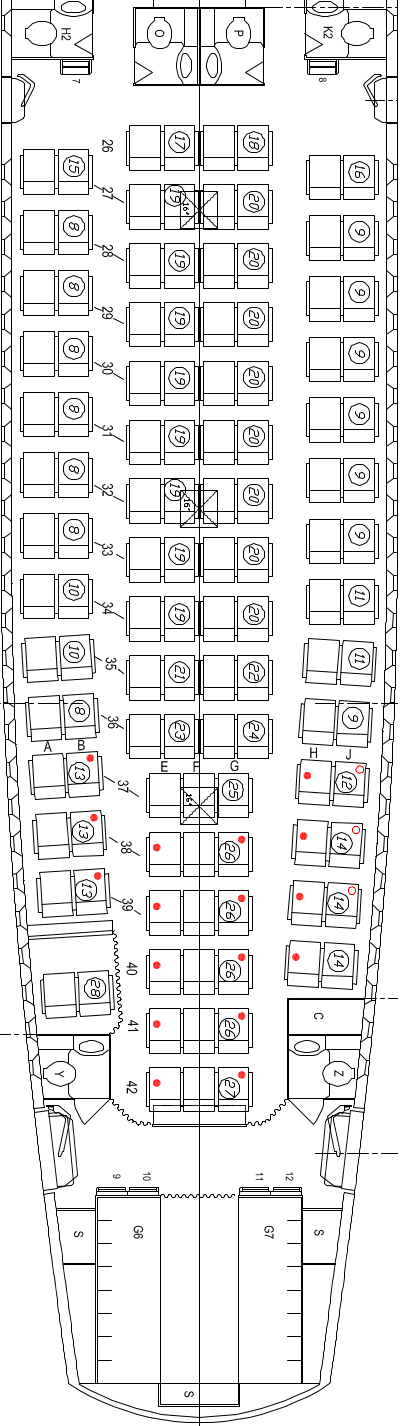 H2 O P K2
7 8
26 17 18
15 16
27 19 16" 20
8 9
28 19 20
8 9
29 19 20
8 9
30 19 20
8 9
31 19 20
8 9
32 19 16" 20
8 9
33 19 20
10 11
34 19 20
10 11
35 21 22
8 9
36 23 24
A B E F G H J
13 12
37 16" 25
13 14
38 26
13 14
39 26
14
40 26
28
C
41 26
Y Z
42 27
9 10 11 12
S G6 G7 S
S